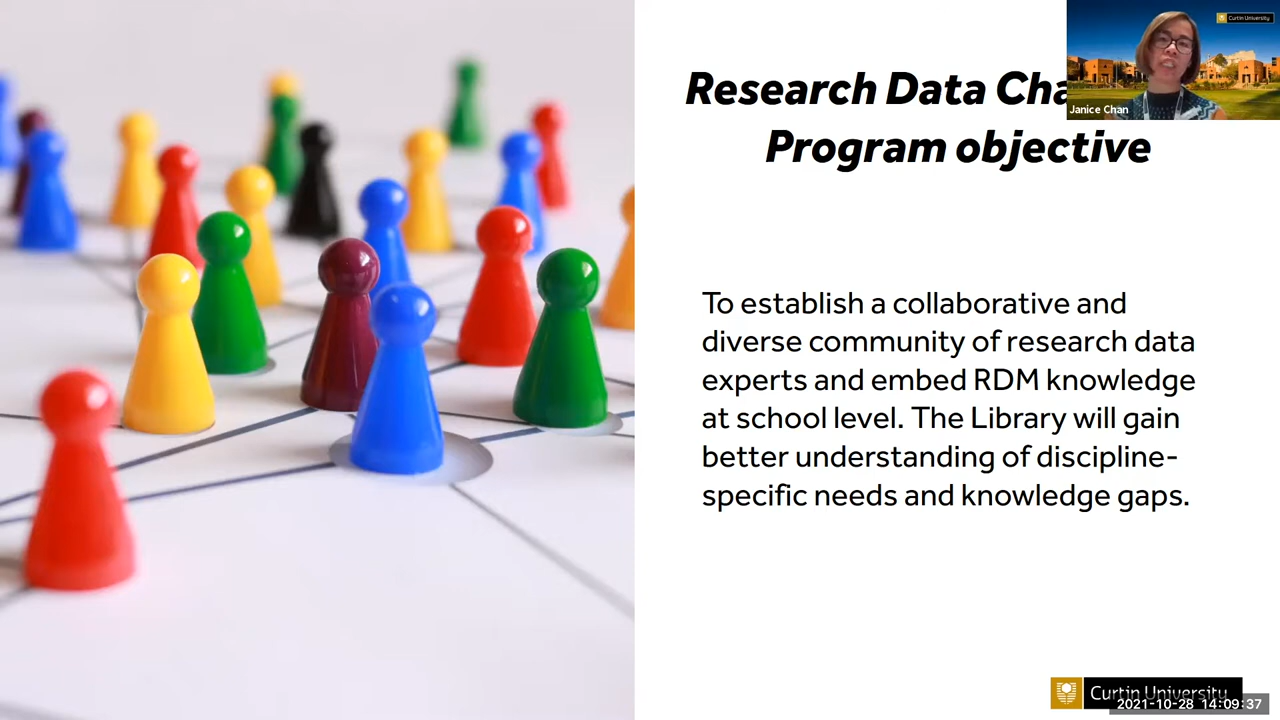 Research Data Cha
Program objective
Curtin University
Janice Chan
To establish a collaborative and
diverse community of research data
experts and embed RDM knowledge
at school level. The Library will gain
better understanding of discipline-
specific needs and knowledge gaps.
Curtin University
2021-10-28 14:09:37